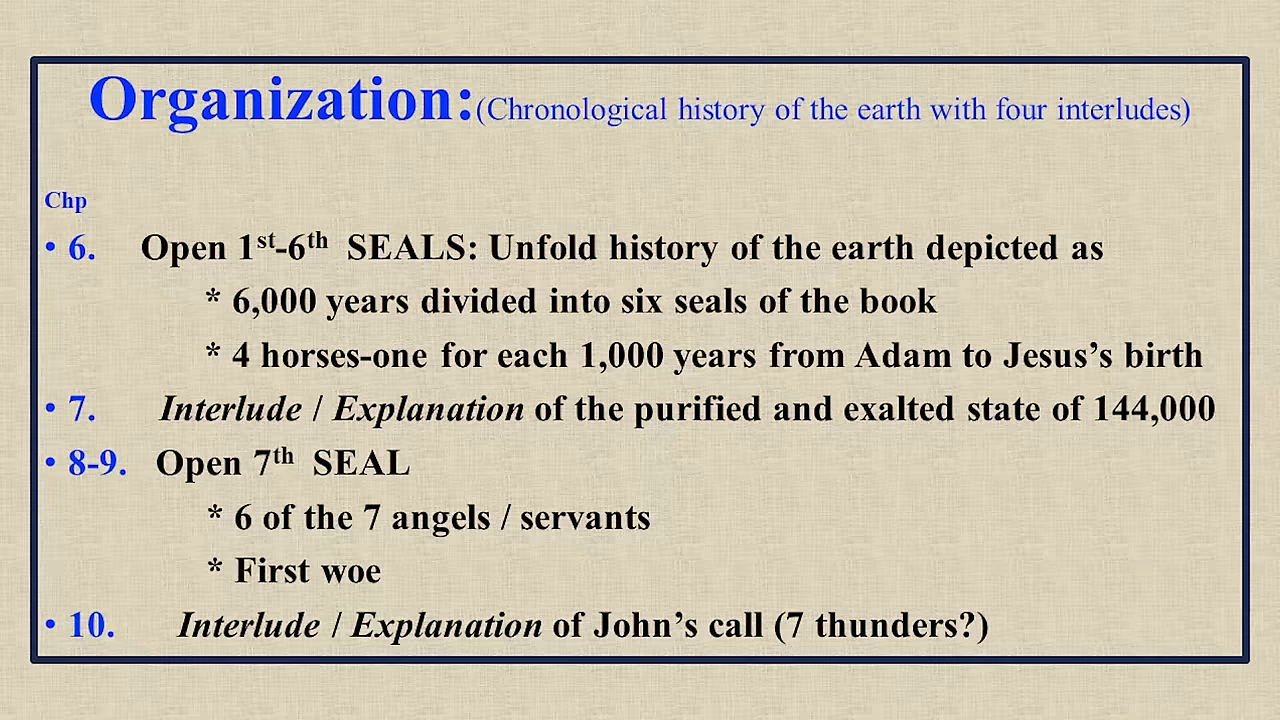 Organization:(Chronological history of the earth with four interludes)
Chp
• 6. Open 1st-6th SEALS: Unfold history of the earth depicted as
* 6,000 years divided into six seals of the book
* 4 horses-one for each 1,000 years from Adam to Jesus’s birth
• 7. Interlude / Explanation of the purified and exalted state of 144,000
• 8-9. Open 7th SEAL
* 6 of the 7 angels / servants
* First woe
• 10. Interlude / Explanation of John’s call (7 thunders?)